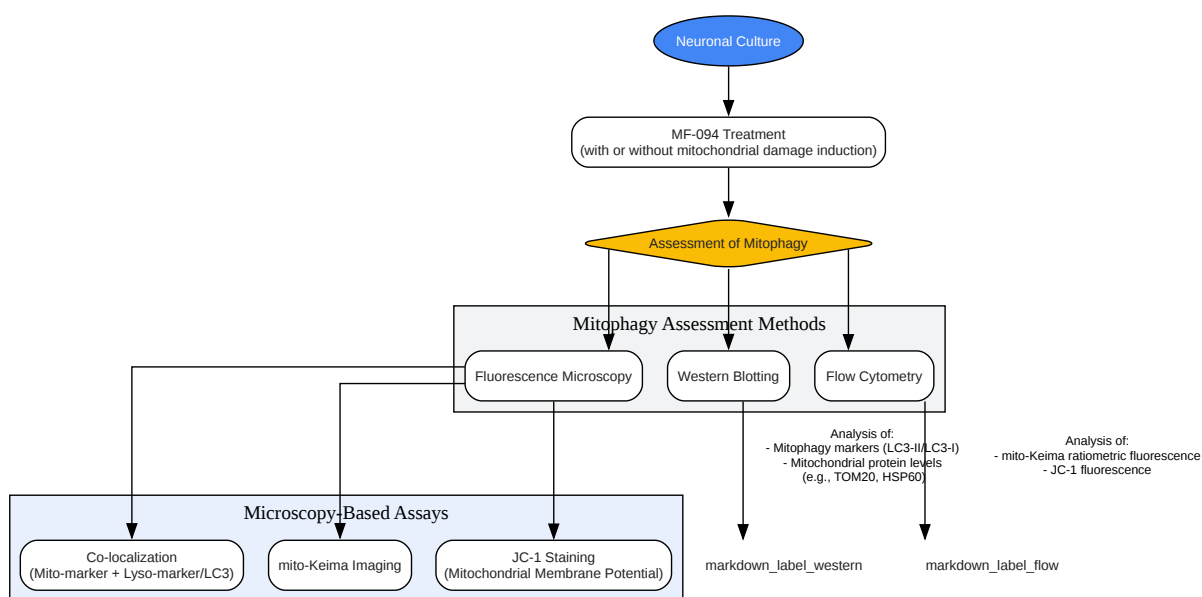 Neuronal Culture
MF-094 Treatment
(with or without mitochondrial damage induction)
Assessment of Mitophagy
Mitophagy Assessment Methods
Fluorescence Microscopy
Western Blotting
Flow Cytometry
Analysis of:
- Mitophagy markers (LC3-II/LC3-I)
- Mitochondrial protein levels
(e.g., TOM20, HSP60)
Analysis of:
- mito-Keima ratiometric fluorescence
- JC-1 fluorescence
Microscopy-Based Assays
Co-localization
(Mito-marker + Lyso-marker/LC3)
mito-Keima Imaging
JC-1 Staining
(Mitochondrial Membrane Potential)
markdown_label_western
markdown_label_flow